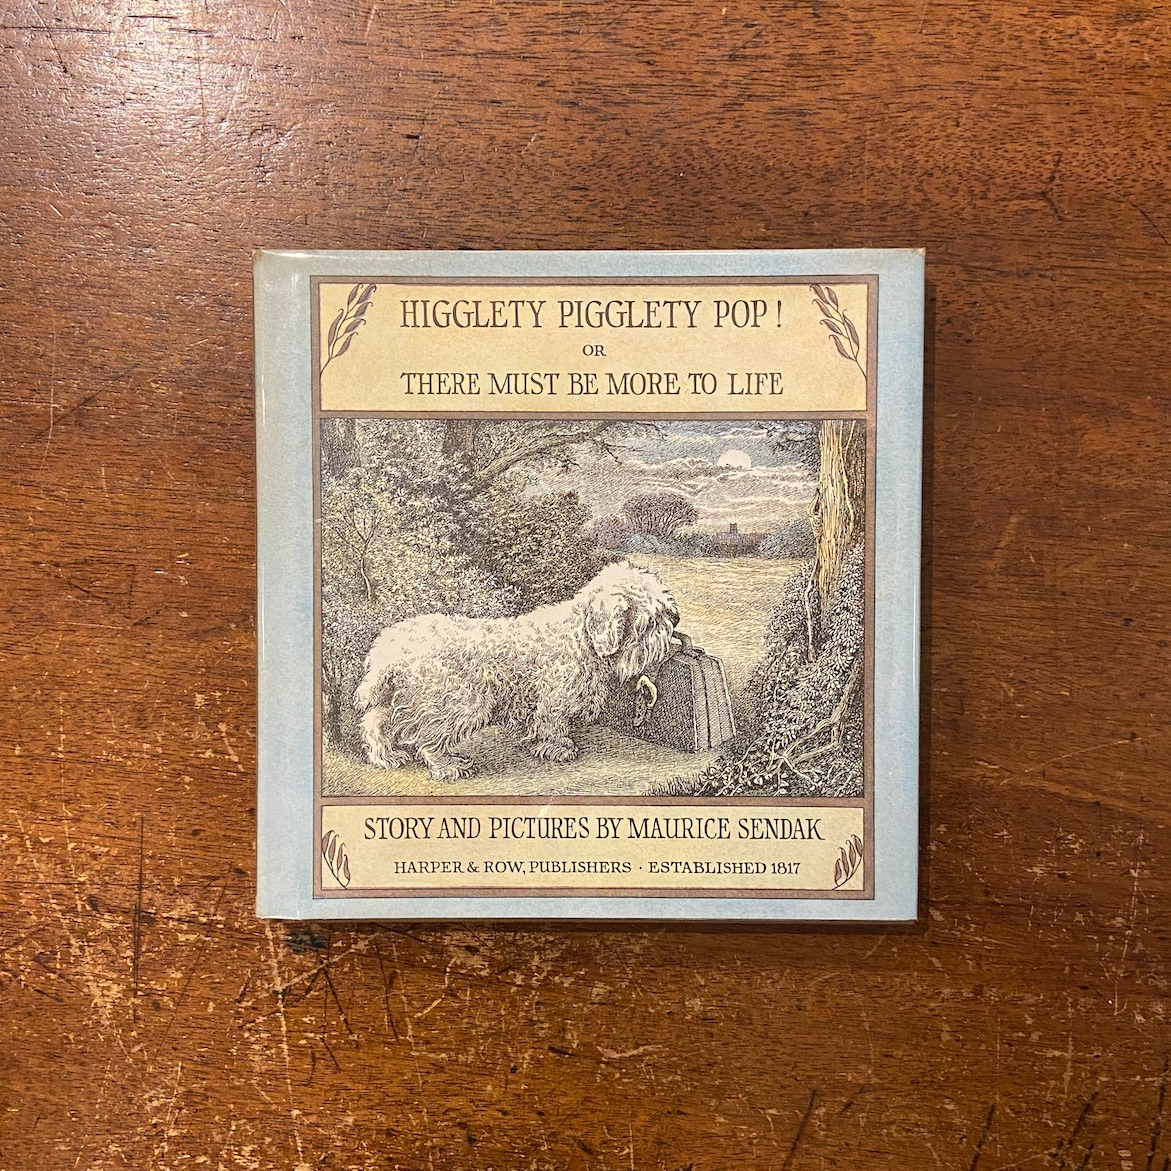 HIGGLETY PIGGLETY POP!
OR
THERE MUST BE MORE TO LIFE
STORY AND PICTURES BY MAURICE SENDAK
HARPER & ROW, PUBLISHERS · ESTABLISHED 1817